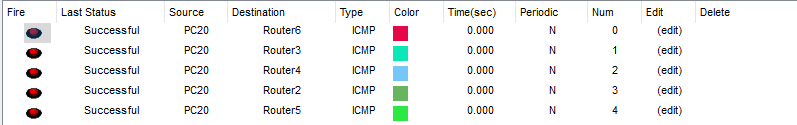 Fire Last Status Source Destination Type Color Time(sec) Periodic Num Edit Delete
Successful PC20 Router6 ICMP 0.000 N 0 (edit)
Successful PC20 Router3 ICMP 0.000 N 1 (edit)
Successful PC20 Router4 ICMP 0.000 N 2 (edit)
Successful PC20 Router2 ICMP 0.000 N 3 (edit)
Successful PC20 Router5 ICMP 0.000 N 4 (edit)